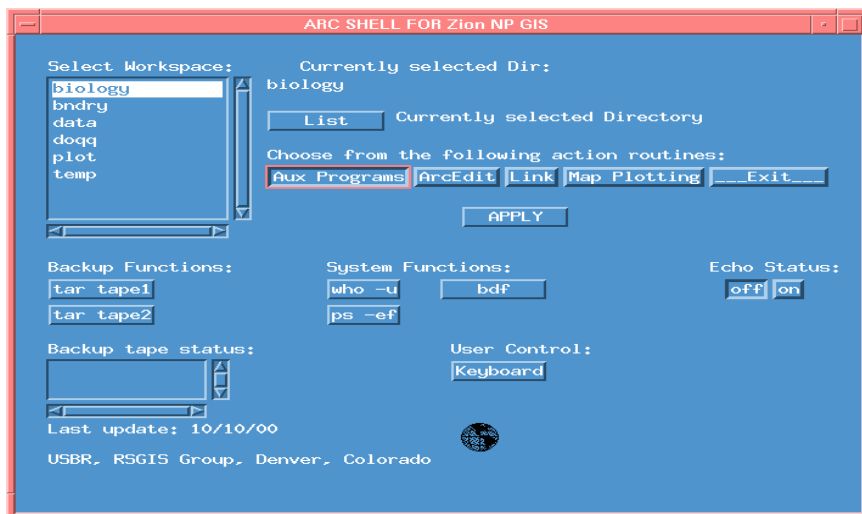 ARC SHELL FOR Zion NP GIS
Select Workspace:
Currently selected Dir:
biology
biology
bndry
data
doqq
plot
temp
List Currently selected Directory
Choose from the following action routines:
Aux Programs ArcEdit Link Map Plotting ___Exit___
APPLY
Backup Functions:
tar tape1
tar tape2
System Functions:
who -u bdf
ps -ef
Echo Status:
off on
Backup tape status:
User Control:
Keyboard
Last update: 10/10/00
USBR, RSGIS Group, Denver, Colorado